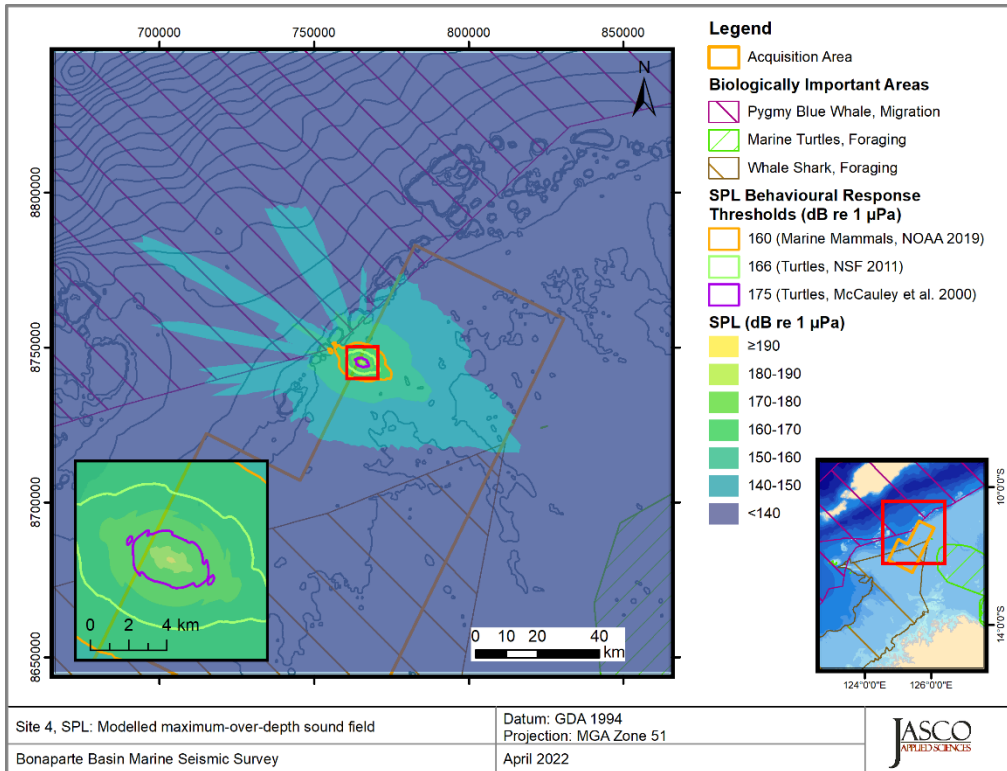 700000 750000 800000 850000
8800000
8750000
8700000
8650000
N
0 2 4 km
0 10 20 40
km
Legend
Acquisition Area
Biologically Important Areas
Pygmy Blue Whale, Migration
Marine Turtles, Foraging
Whale Shark, Foraging
SPL Behavioural Response
Thresholds (dB re 1 µPa)
160 (Marine Mammals, NOAA 2019)
166 (Turtles, NSF 2011)
175 (Turtles, McCauley et al. 2000)
SPL (dB re 1 µPa)
≥190
180-190
170-180
160-170
150-160
140-150
<140
10°0'0"S
14°0'0"S
124°0'0"E 126°0'0"E
Site 4, SPL: Modelled maximum-over-depth sound field
Bonaparte Basin Marine Seismic Survey
Datum: GDA 1994
Projection: MGA Zone 51
April 2022
JASCO
APPLIED SCIENCES